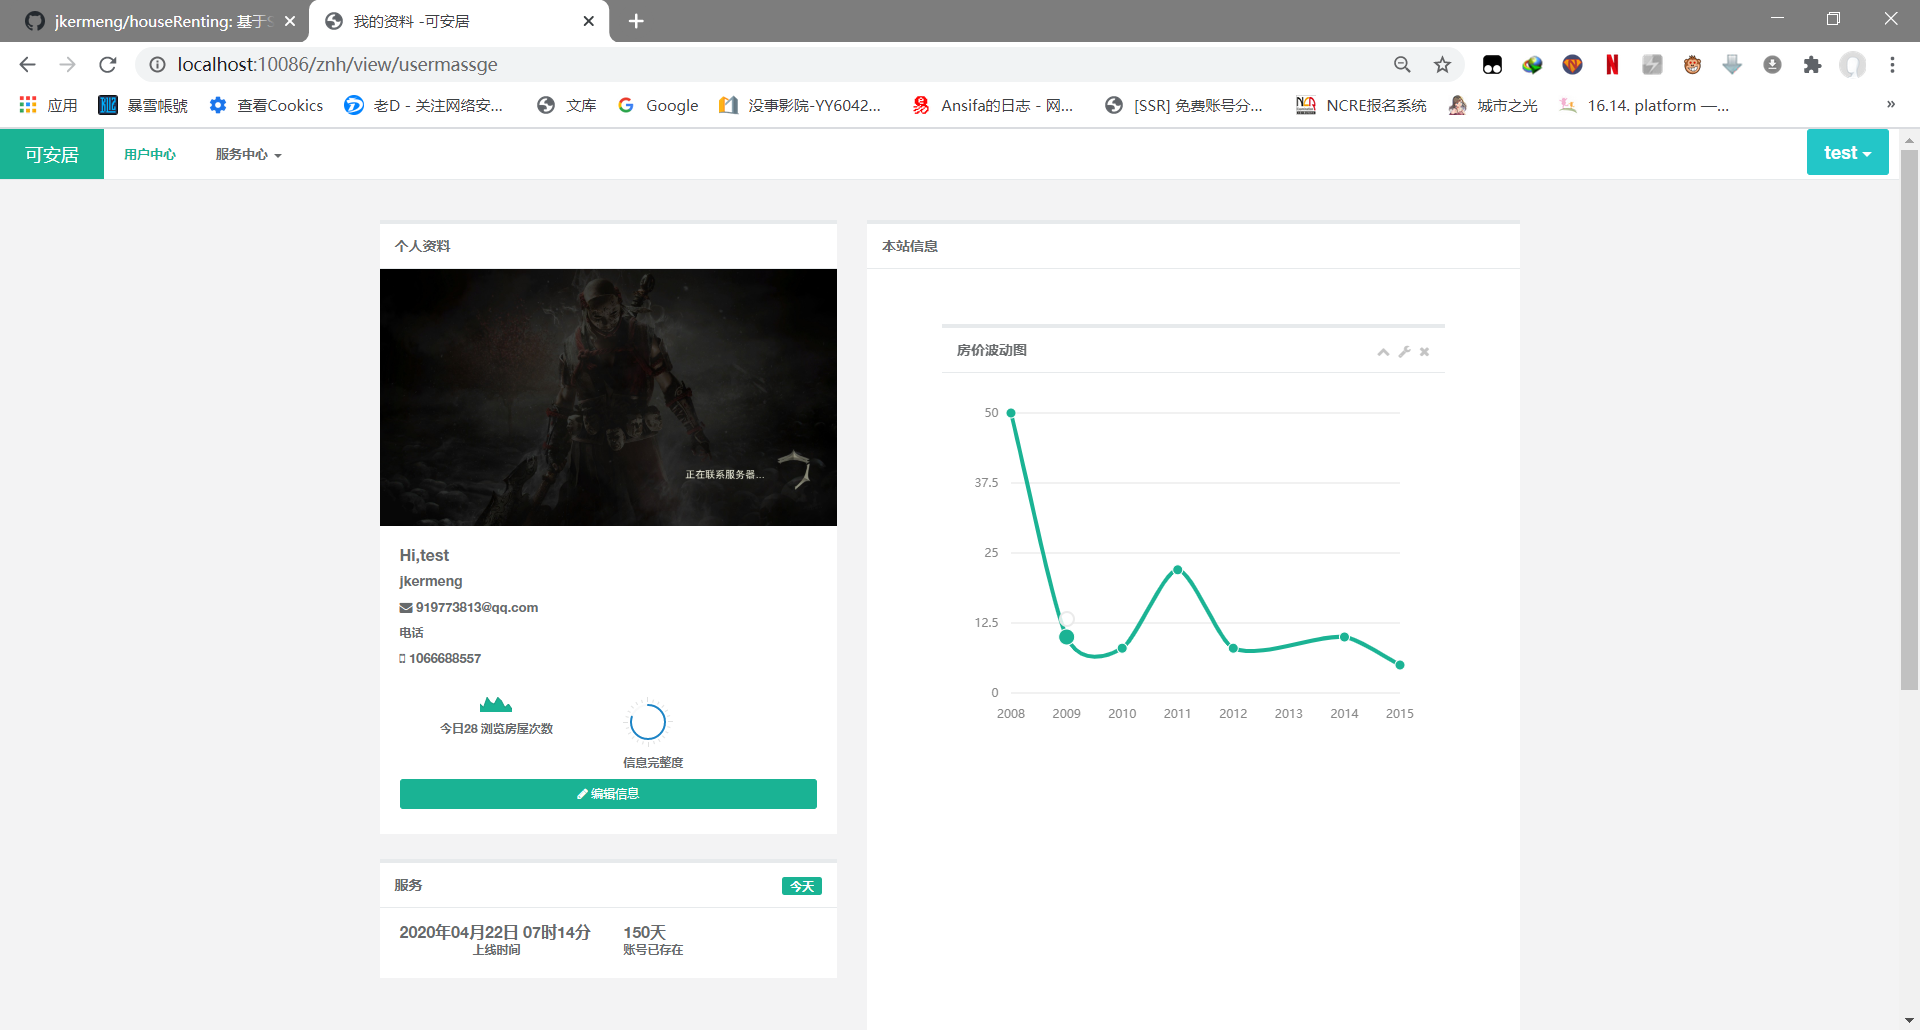 jkermeng/houseRenting: 基于S
我的资料 -可安居
localhost:10086/znh/view/usermassge
应用
暴雪帳號
查看Cookics
老D - 关注网络安...
文库
Google
没事影院-YY6042...
Ansifa的日志 - 网...
[SSR] 免费账号分...
NCRE报名系统
城市之光
16.14. platform —...
»
可安居
用户中心
服务中心
test
个人资料
正在联系服务器...
Hi,test
jkermeng
919773813@qq.com
电话
1066688557
今日28 浏览房屋次数
信息完整度
编辑信息
服务
今天
2020年04月22日 07时14分
上线时间
150天
账号已存在
本站信息
房价波动图
50
37.5
25
12.5
0
2008 2009 2010 2011 2012 2013 2014 2015